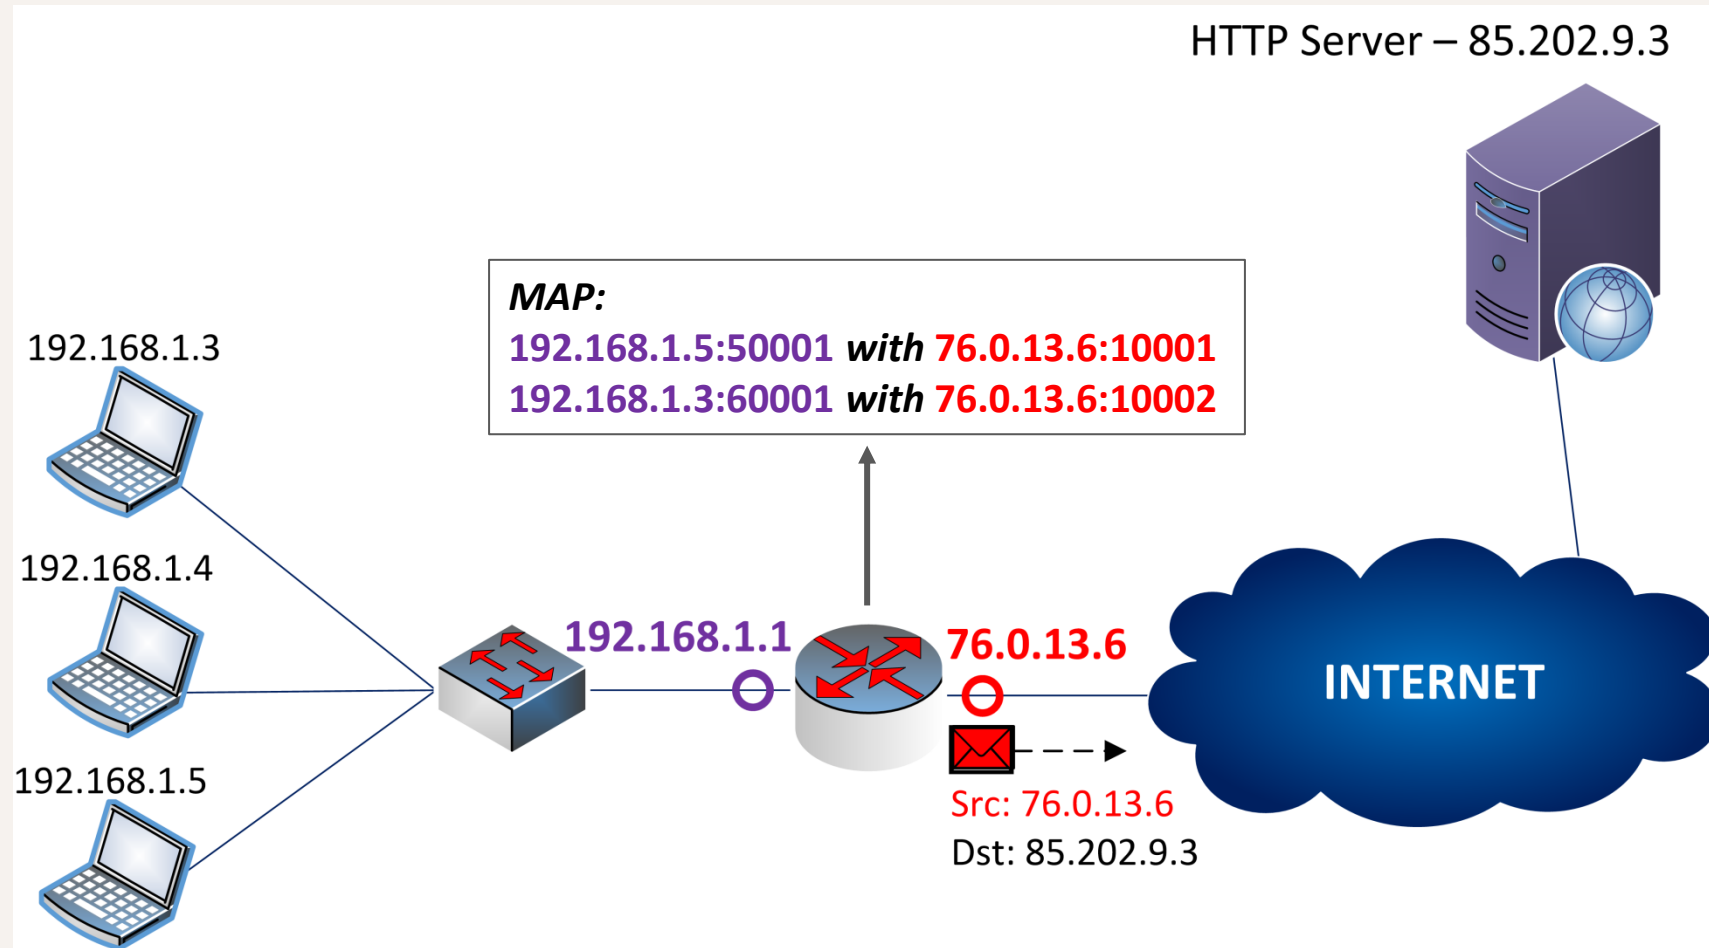 HTTP Server – 85.202.9.3
MAP:
192.168.1.5:50001 with 76.0.13.6:10001
192.168.1.3:60001 with 76.0.13.6:10002
192.168.1.3
192.168.1.4
192.168.1.5
192.168.1.1
76.0.13.6
INTERNET
Src: 76.0.13.6
Dst: 85.202.9.3